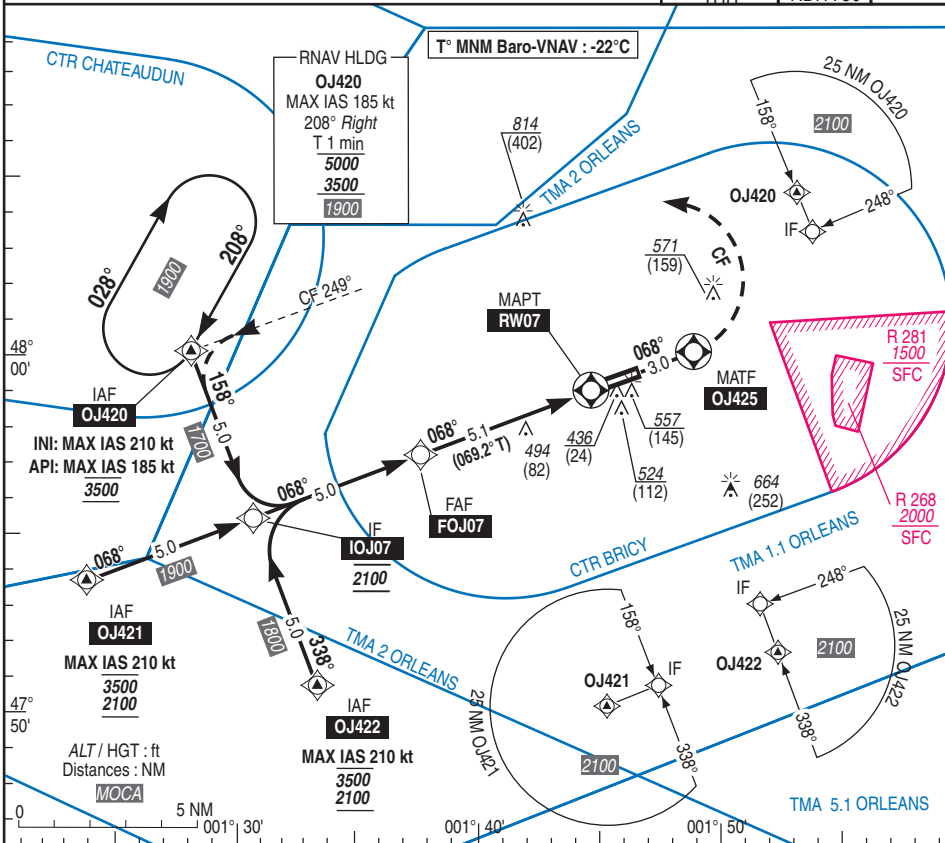 CTR CHATEAUDUN
RNAV HLDG
OJ420
MAX IAS 185 kt
208° Right
T 1 min
5000
3500
1900
T° MNM Baro-VNAV : -22°C
814
(402)
TMA 2 ORLEANS
25 NM OJ420
158°
2100
OJ420
IF
248°
028°
208°
1900
CF 249°
571
(159)
CF
MAPT
RW07
068°
3.0
MATF
OJ425
R 281
1500
SFC
R 268
2000
SFC
48°
00'
IAF
OJ420
INI: MAX IAS 210 kt
API: MAX IAS 185 kt
3500
158°
5.0
1700
068°
5.0
068°
5.1
(069.2° T)
494
(82)
436
(24)
557
(145)
524
(112)
664
(252)
FAF
FOJ07
IF
IOJ07
2100
068°
5.0
1900
IAF
OJ421
MAX IAS 210 kt
3500
2100
1800
5.0
338°
IAF
OJ422
MAX IAS 210 kt
3500
2100
TMA 2 ORLEANS
CTR BRICY
TMA 1.1 ORLEANS
158°
IF
OJ421
25 NM OJ421
338°
2100
IF
248°
OJ422
2100
25 NM OJ422
338°
47°
50'
ALT / HGT : ft
Distances : NM
MOCA
0
5 NM
001° 30'
001° 40'
001° 50'
TMA 5.1 ORLEANS